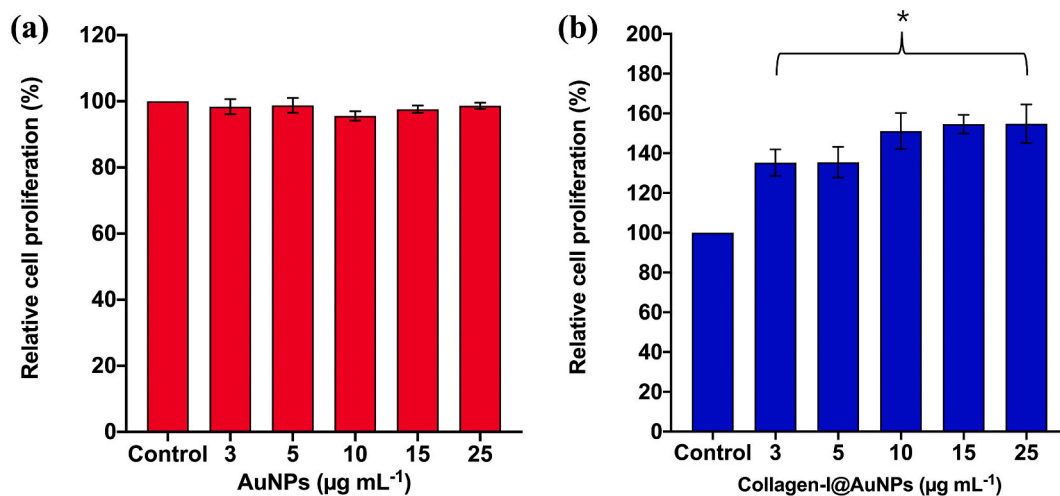 (a)
Relative cell proliferation (%)
120
100
80
60
40
20
0
Control 3 5 10 15 25
AuNPs (µg mL⁻¹)
(b)
*
Relative cell proliferation (%)
200
180
160
140
120
100
80
60
40
20
0
Control 3 5 10 15 25
Collagen-I@AuNPs (µg mL⁻¹)